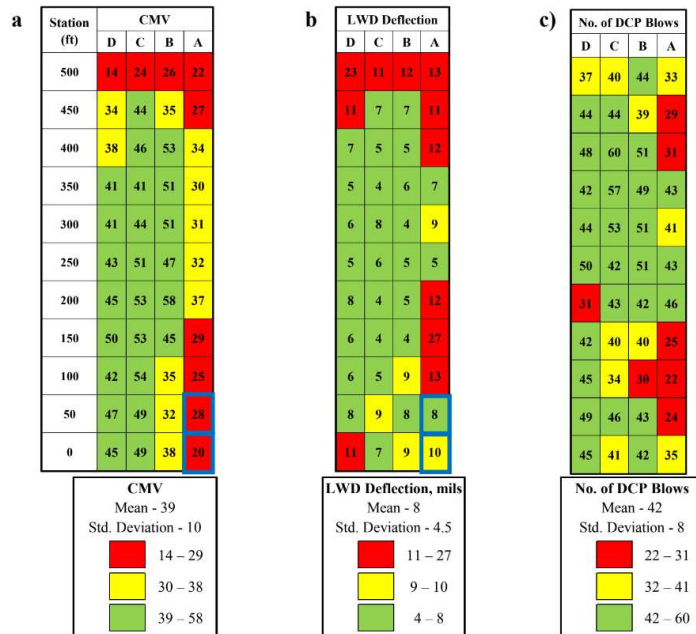 a
Station (ft) CMV
D C B A
500 14 24 26 22
450 34 44 35 27
400 38 46 53 34
350 41 41 51 30
300 41 44 51 31
250 43 51 47 32
200 45 53 58 37
150 50 53 45 29
100 42 54 35 25
50 47 49 32 28
0 45 49 38 20
CMV
Mean - 39
Std. Deviation - 10
14 – 29
30 – 38
39 – 58
b)
LWD Deflection
D C B A
23 11 12 13
11 7 7 11
7 5 5 12
5 4 6 7
6 8 4 9
5 6 5 5
8 4 5 12
6 4 4 27
6 5 9 13
8 9 8 8
11 7 9 10
LWD Deflection, mils
Mean - 8
Std. Deviation - 4.5
11 – 27
9 – 10
4 – 8
c)
No. of DCP Blows
D C B A
37 40 44 33
44 44 39 29
48 60 51 31
42 57 49 43
44 53 51 41
50 42 51 43
31 43 42 46
42 40 40 25
45 34 30 22
49 46 43 24
45 41 42 35
No. of DCP Blows
Mean - 42
Std. Deviation - 8
22 – 31
32 – 41
42 – 60